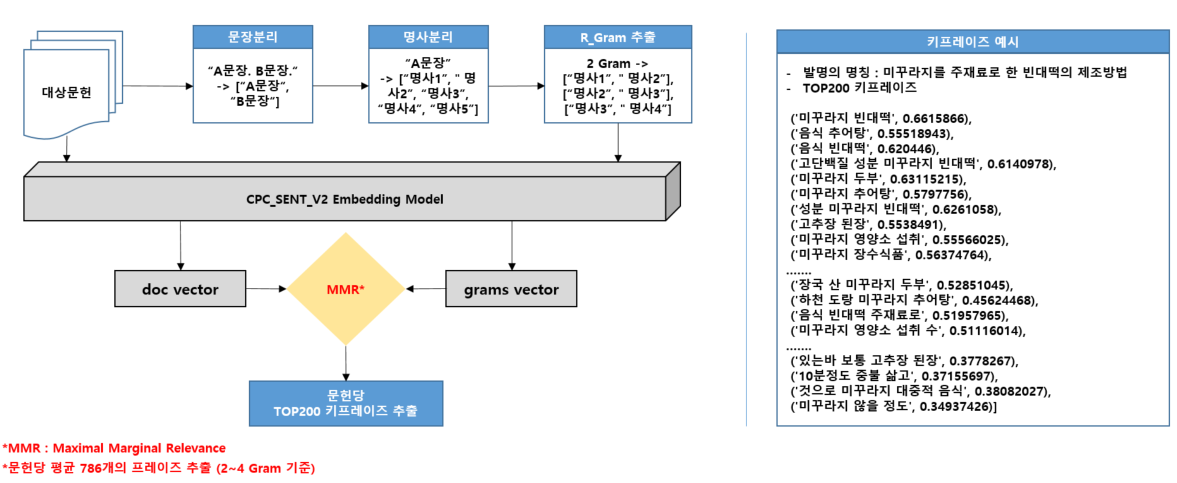 대상문헌
문장분리
“A문장. B문장.“
-> [“A문장”,
”B문장”]
명사분리
“A문장”
-> [“명사1”, " 명
사2”, “명사3”,
“명사4”, “명사5”]
R_Gram 추출
2 Gram ->
[“명사1”, " 명사2”],
[“명사2”, " 명사3”],
[“명사3”, " 명사4”]
CPC_SENT_V2 Embedding Model
doc vector
MMR*
grams vector
문헌당
TOP200 키프레이즈 추출
*MMR : Maximal Marginal Relevance
*문헌당 평균 786개의 프레이즈 추출 (2~4 Gram 기준)
키프레이즈 예시
- 발명의 명칭 : 미꾸라지를 주재료로 한 빈대떡의 제조방법
- TOP200 키프레이즈
('미꾸라지 빈대떡', 0.6615866),
('음식 추어탕', 0.55518943),
('음식 빈대떡', 0.620446),
('고단백질 성분 미꾸라지 빈대떡', 0.6140978),
('미꾸라지 두부', 0.63115215),
('미꾸라지 추어탕', 0.5797756),
('성분 미꾸라지 빈대떡', 0.6261058),
('고추장 된장', 0.5538491),
('미꾸라지 영양소 섭취', 0.55566025),
('미꾸라지 장수식품', 0.56374764),
.......
('장국 산 미꾸라지 두부', 0.52851045),
('하천 도랑 미꾸라지 추어탕', 0.45624468),
('음식 빈대떡 주재료로', 0.51957965),
('미꾸라지 영양소 섭취 수', 0.51116014),
.......
('있는바 보통 고추장 된장', 0.3778267),
('10분정도 중불 삶고', 0.37155697),
('것으로 미꾸라지 대중적 음식', 0.38082027),
('미꾸라지 않을 정도', 0.34937426)]